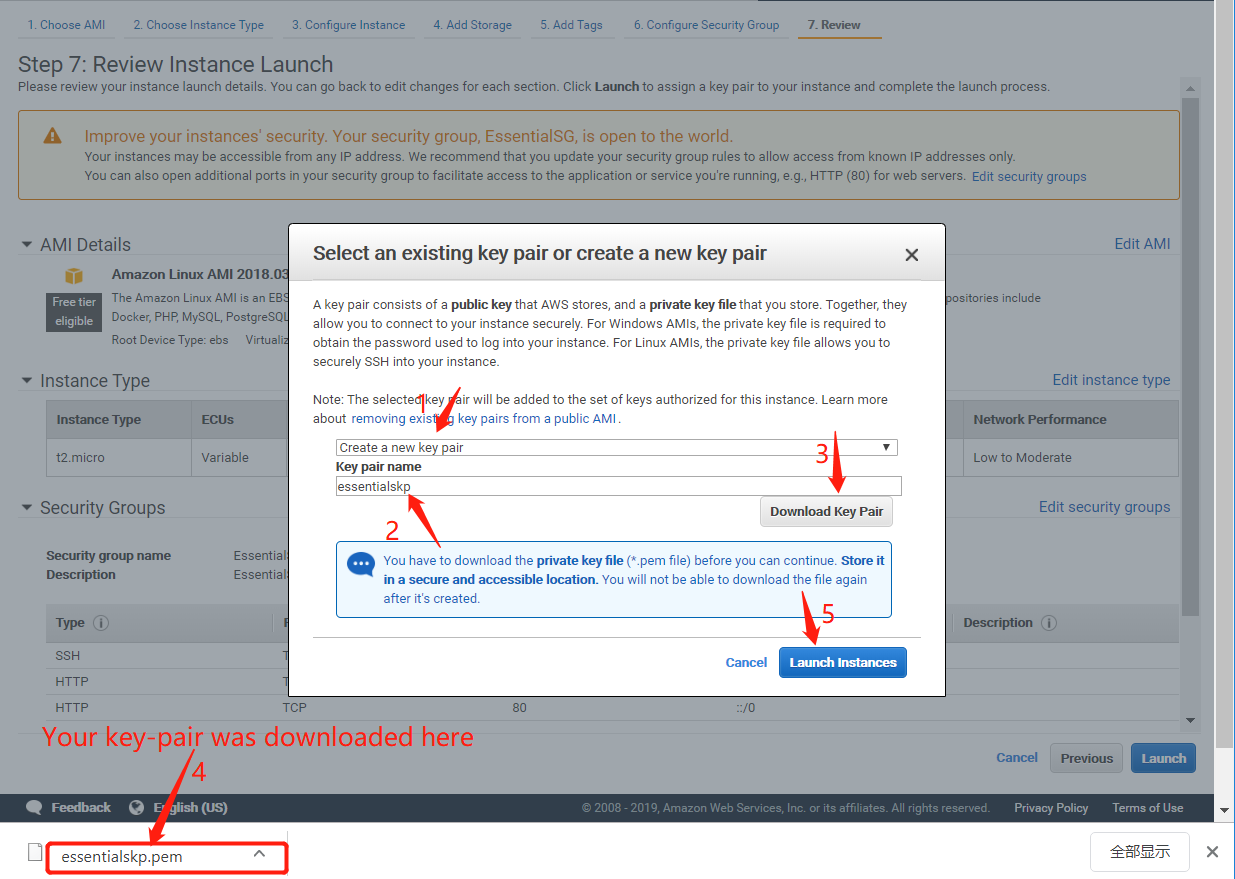 1. Choose AMI 2. Choose Instance Type 3. Configure Instance 4. Add Storage 5. Add Tags 6. Configure Security Group 7. Review
Step 7: Review Instance Launch
Please review your instance launch details. You can go back to edit changes for each section. Click Launch to assign a key pair to your instance and complete the launch process.
Improve your instances' security. Your security group, EssentialSG, is open to the world.
Your instances may be accessible from any IP address. We recommend that you update your security group rules to allow access from known IP addresses only.
You can also open additional ports in your security group to facilitate access to the application or service you're running, e.g., HTTP (80) for web servers. Edit security groups
AMI Details Edit AMI
Amazon Linux AMI 2018.03
Free tier eligible
The Amazon Linux AMI is an EBS
positories include
Docker, PHP, MySQL, PostgreSQL
Root Device Type: ebs Virtualiz
Instance Type Edit instance type
Instance Type ECUs Network Performance
t2.micro Variable Low to Moderate
Security Groups Edit security groups
Security group name Essential
Description Essential
Type Description
SSH
HTTP
HTTP TCP 80 ::/0
Select an existing key pair or create a new key pair
A key pair consists of a public key that AWS stores, and a private key file that you store. Together, they
allow you to connect to your instance securely. For Windows AMIs, the private key file is required to
obtain the password used to log into your instance. For Linux AMIs, the private key file allows you to
securely SSH into your instance.
Note: The selected key pair will be added to the set of keys authorized for this instance. Learn more
about removing existing key pairs from a public AMI.
1
Create a new key pair
Key pair name
essentialskp
2
3
Download Key Pair
You have to download the private key file (*.pem file) before you can continue. Store it
in a secure and accessible location. You will not be able to download the file again
after it's created.
5
Cancel Launch Instances
Your key-pair was downloaded here
4
Cancel Previous Launch
Feedback English (US) © 2008 - 2019, Amazon Web Services, Inc. or its affiliates. All rights reserved. Privacy Policy Terms of Use
essentialskp.pem
全部显示